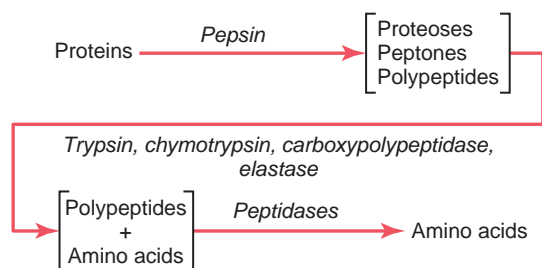 Proteins
Pepsin
Proteoses
Peptones
Polypeptides
Trypsin, chymotrypsin, carboxypolypeptidase,
elastase
Polypeptides
+
Amino acids
Peptidases
Amino acids